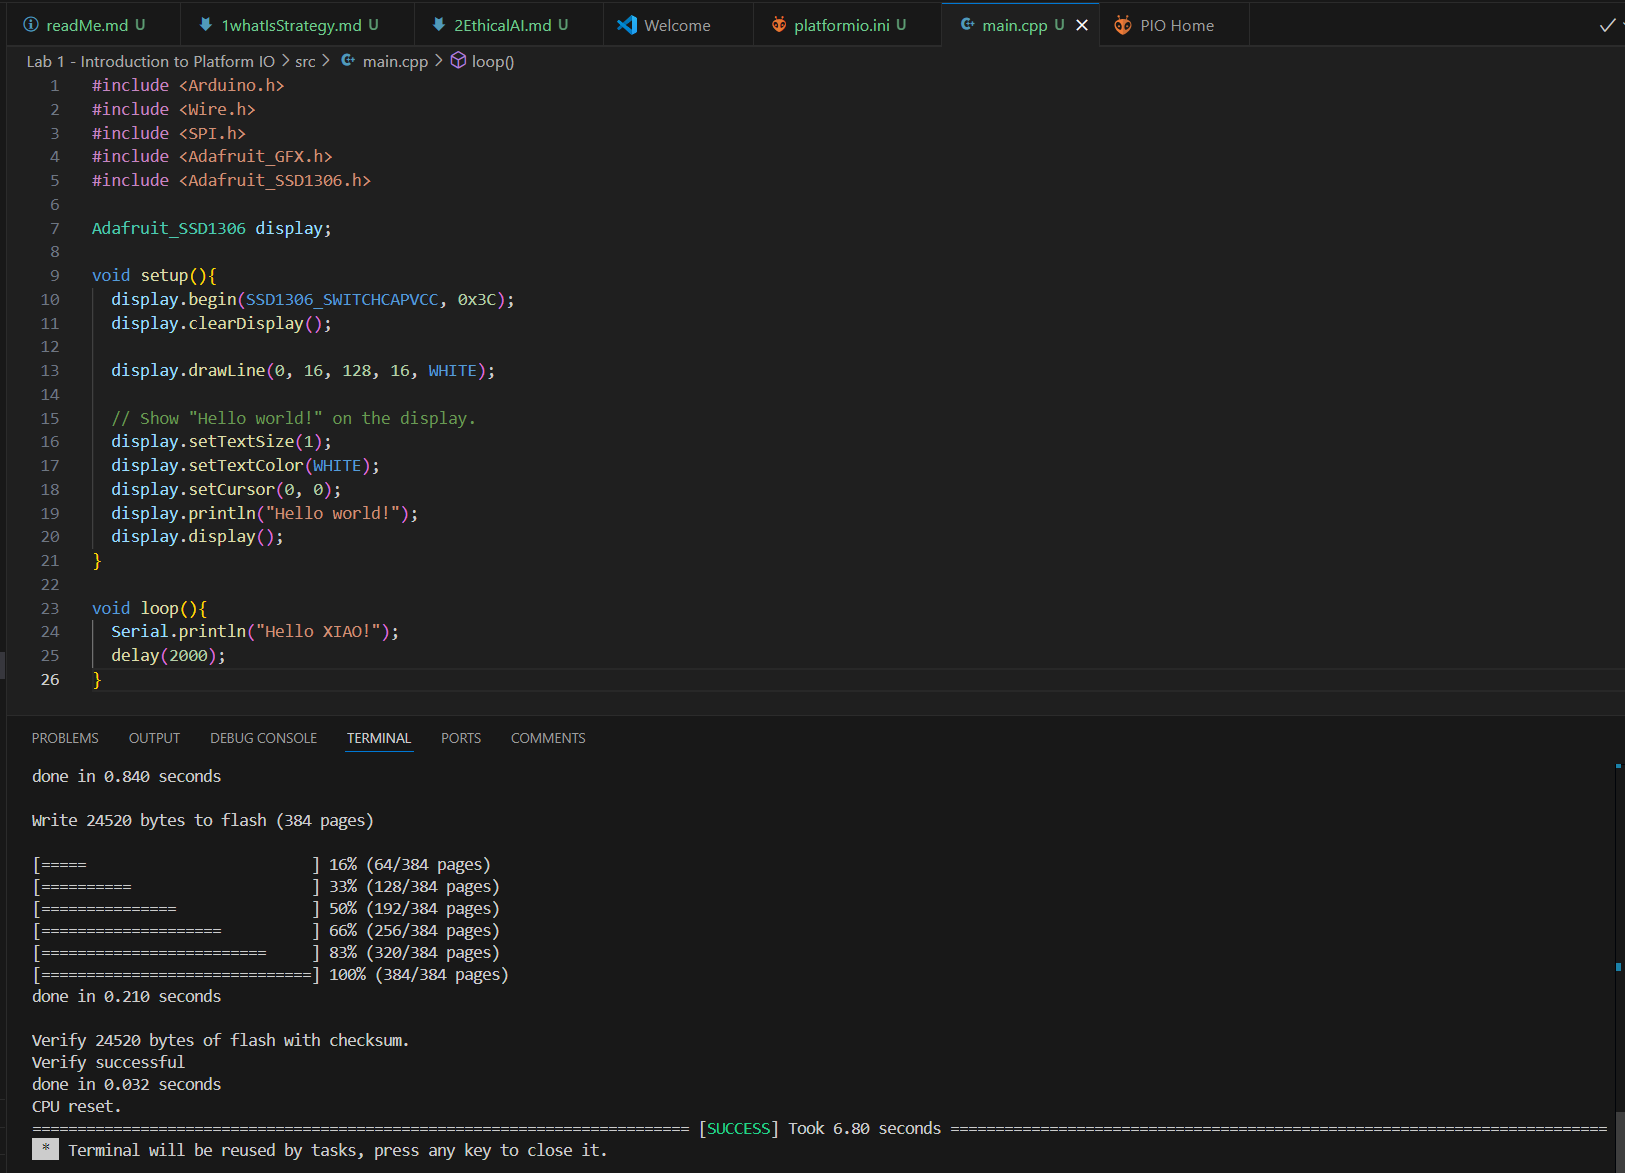 readMe.md U
1whatIsStrategy.md U
2EthicalAI.md U
Welcome
platformio.ini U
main.cpp U
PIO Home
Lab 1 - Introduction to Platform IO > src > main.cpp > loop()
1 #include <Arduino.h>
2 #include <Wire.h>
3 #include <SPI.h>
4 #include <Adafruit_GFX.h>
5 #include <Adafruit_SSD1306.h>
6
7 Adafruit_SSD1306 display;
8
9 void setup(){
10 display.begin(SSD1306_SWITCHCAPVCC, 0x3C);
11 display.clearDisplay();
12
13 display.drawLine(0, 16, 128, 16, WHITE);
14
15 // Show "Hello world!" on the display.
16 display.setTextSize(1);
17 display.setTextColor(WHITE);
18 display.setCursor(0, 0);
19 display.println("Hello world!");
20 display.display();
21 }
22
23 void loop(){
24 Serial.println("Hello XIAO!");
25 delay(2000);
26 }
PROBLEMS OUTPUT DEBUG CONSOLE TERMINAL PORTS COMMENTS
done in 0.840 seconds
Write 24520 bytes to flash (384 pages)
[===== ] 16% (64/384 pages)
[========== ] 33% (128/384 pages)
[=============== ] 50% (192/384 pages)
[==================== ] 66% (256/384 pages)
[========================= ] 83% (320/384 pages)
[==============================] 100% (384/384 pages)
done in 0.210 seconds
Verify 24520 bytes of flash with checksum.
Verify successful
done in 0.032 seconds
CPU reset.
========================================================================= [SUCCESS] Took 6.80 seconds =========================================================================
* Terminal will be reused by tasks, press any key to close it.